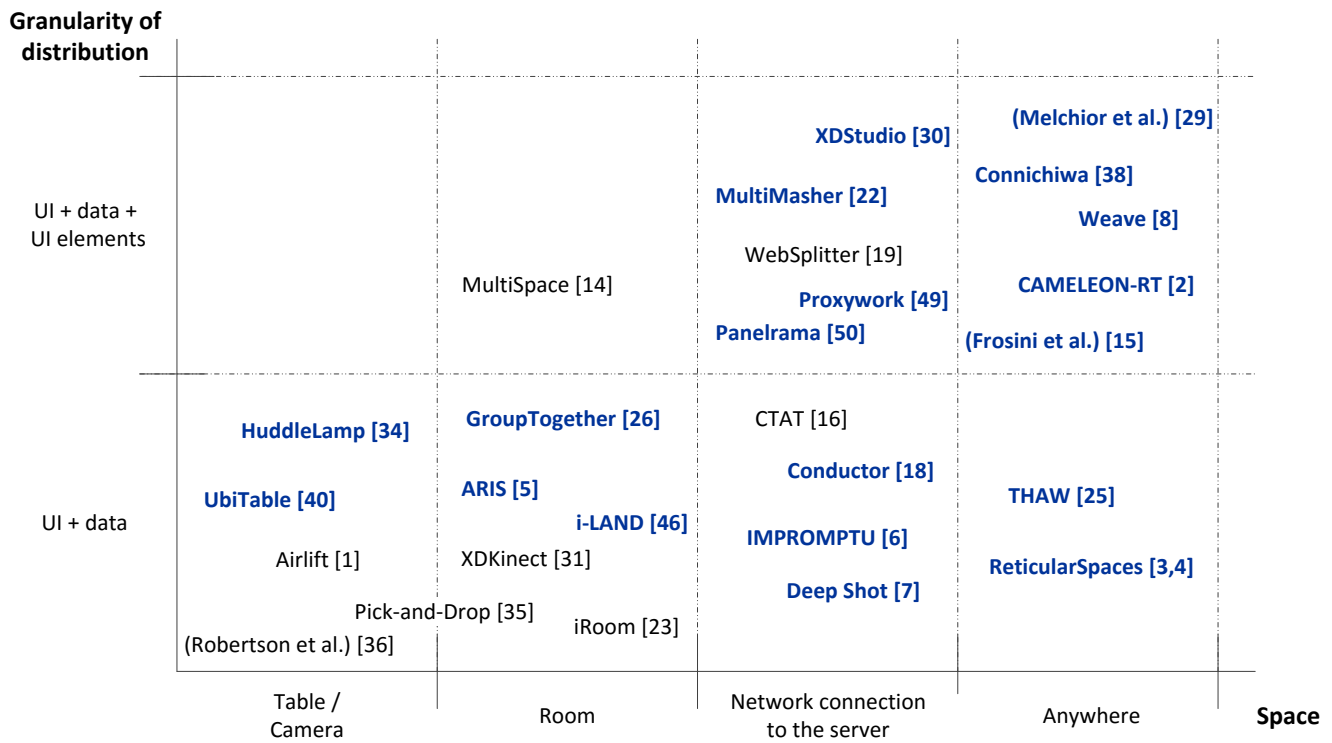 Granularity of
distribution
(Melchior et al.) [29]
XDStudio [30]
Connichiwa [38]
MultiMasher [22]
UI + data +
UI elements
Weave [8]
WebSplitter [19]
MultiSpace [14]
CAMELEON-RT [2]
Proxywork [49]
Panelrama [50]
(Frosini et al.) [15]
HuddleLamp [34]
GroupTogether [26]
CTAT [16]
Conductor [18]
UbiTable [40]
ARIS [5]
THAW [25]
UI + data
i-LAND [46]
IMPROMPTU [6]
Airlift [1]
XDKinect [31]
ReticularSpaces [3,4]
Deep Shot [7]
Pick-and-Drop [35]
iRoom [23]
(Robertson et al.) [36]
Table /
Camera
Room
Network connection
to the server
Anywhere
Space